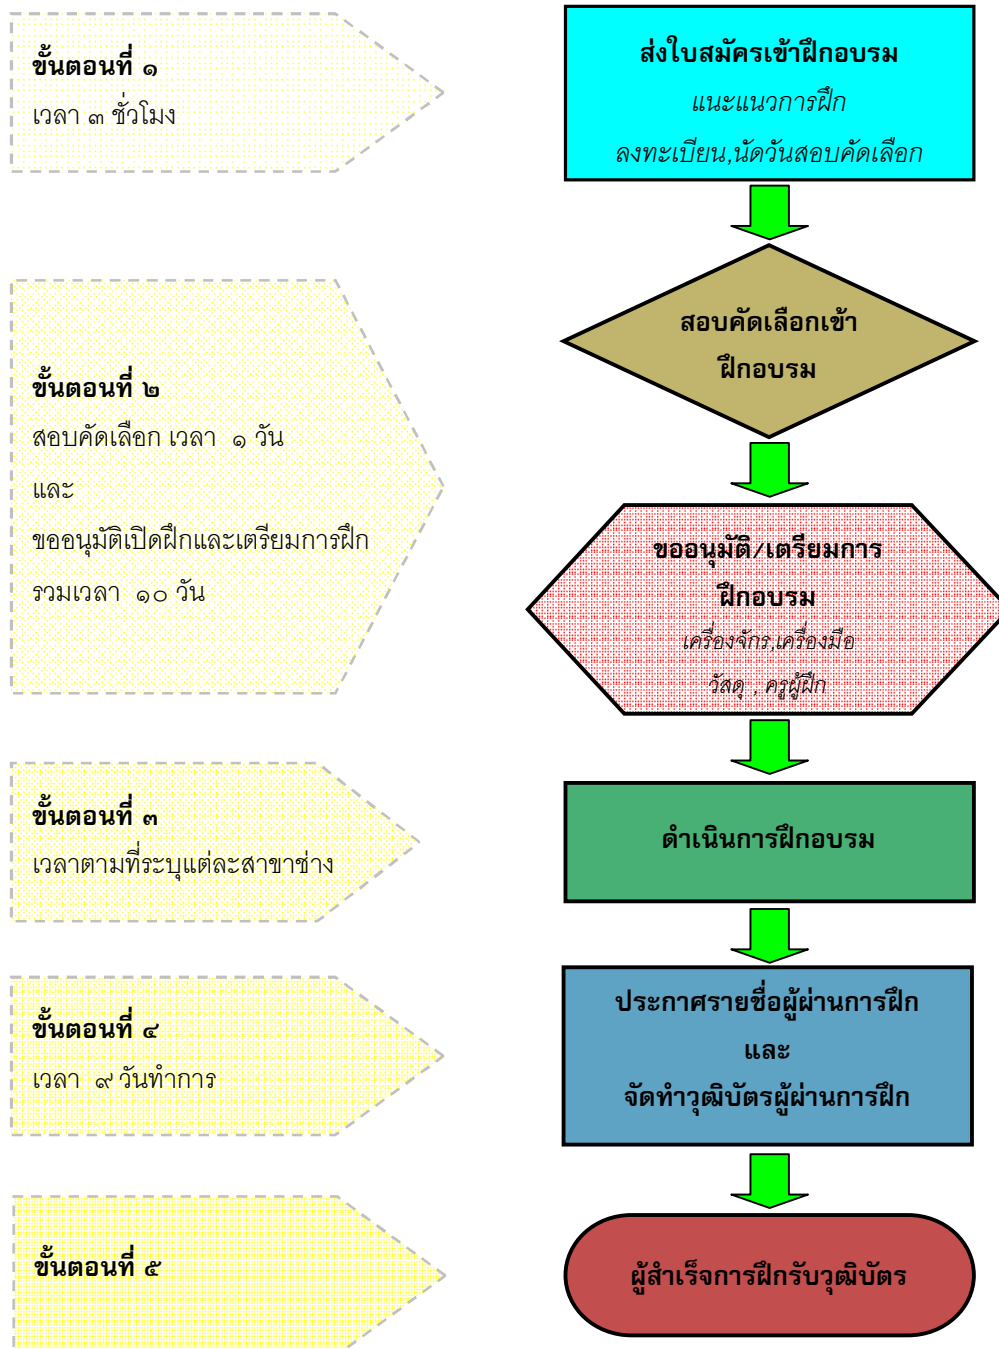 ขั้นตอนที่ ๑
เวลา ๓ ชั่วโมง
ส่งใบสมัครเข้าฝึกอบรม
แนะแนวการฝึก
ลงทะเบียน,นัดวันสอบคัดเลือก
ขั้นตอนที่ ๒
สอบคัดเลือก เวลา ๑ วัน
และ
ขออนุมัติเปิดฝึกและเตรียมการฝึก
รวมเวลา ๑๐ วัน
สอบคัดเลือกเข้า
ฝึกอบรม
ขออนุมัติ/เตรียมการ
ฝึกอบรม
เครื่องจักร,เครื่องมือ
วัสดุ , ครูผู้ฝึก
ขั้นตอนที่ ๓
เวลาตามที่ระบุแต่ละสาขาช่าง
ดำเนินการฝึกอบรม
ขั้นตอนที่ ๔
เวลา ๙ วันทำการ
ประกาศรายชื่อผู้ผ่านการฝึก
และ
จัดทำวุฒิบัตรผู้ผ่านการฝึก
ขั้นตอนที่ ๕
ผู้สำเร็จการฝึกรับวุฒิบัตร